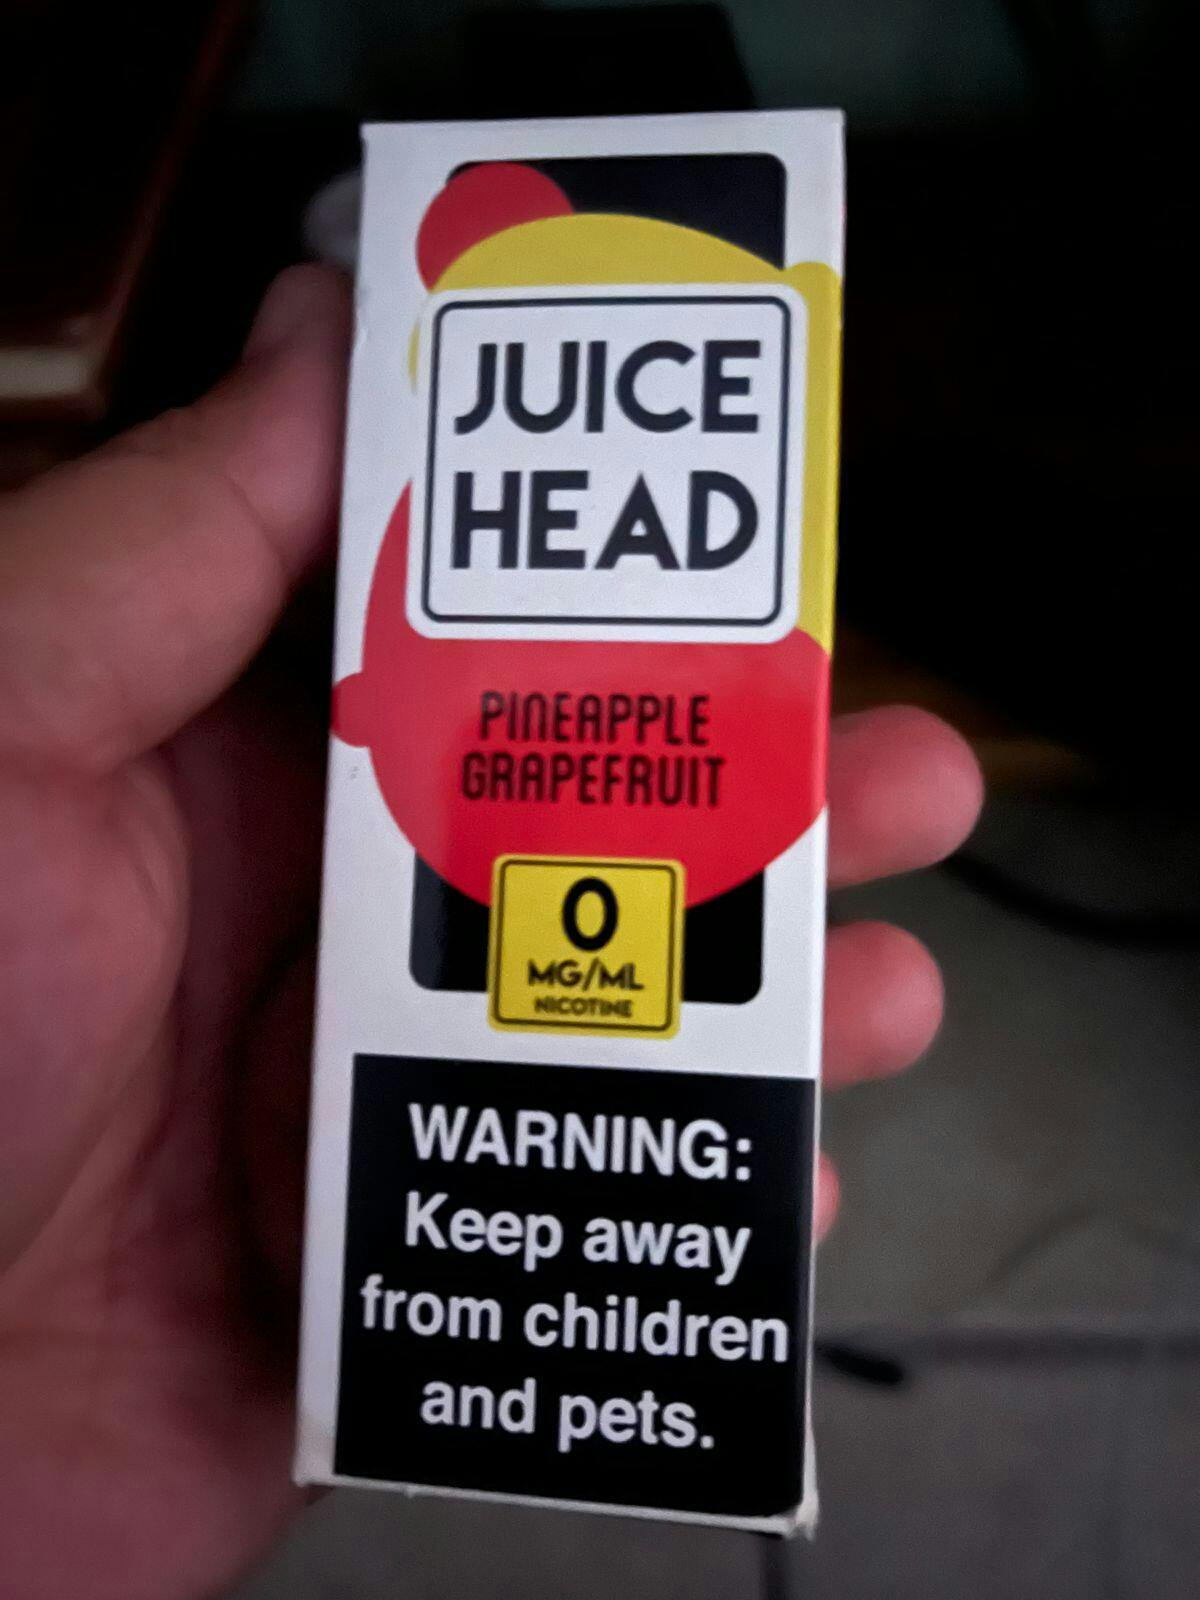 JUICE
HEAD
PINEAPPLE
GRAPEFRUIT
0
MG/ML
NICOTINE
WARNING:
Keep away
from children
and pets.